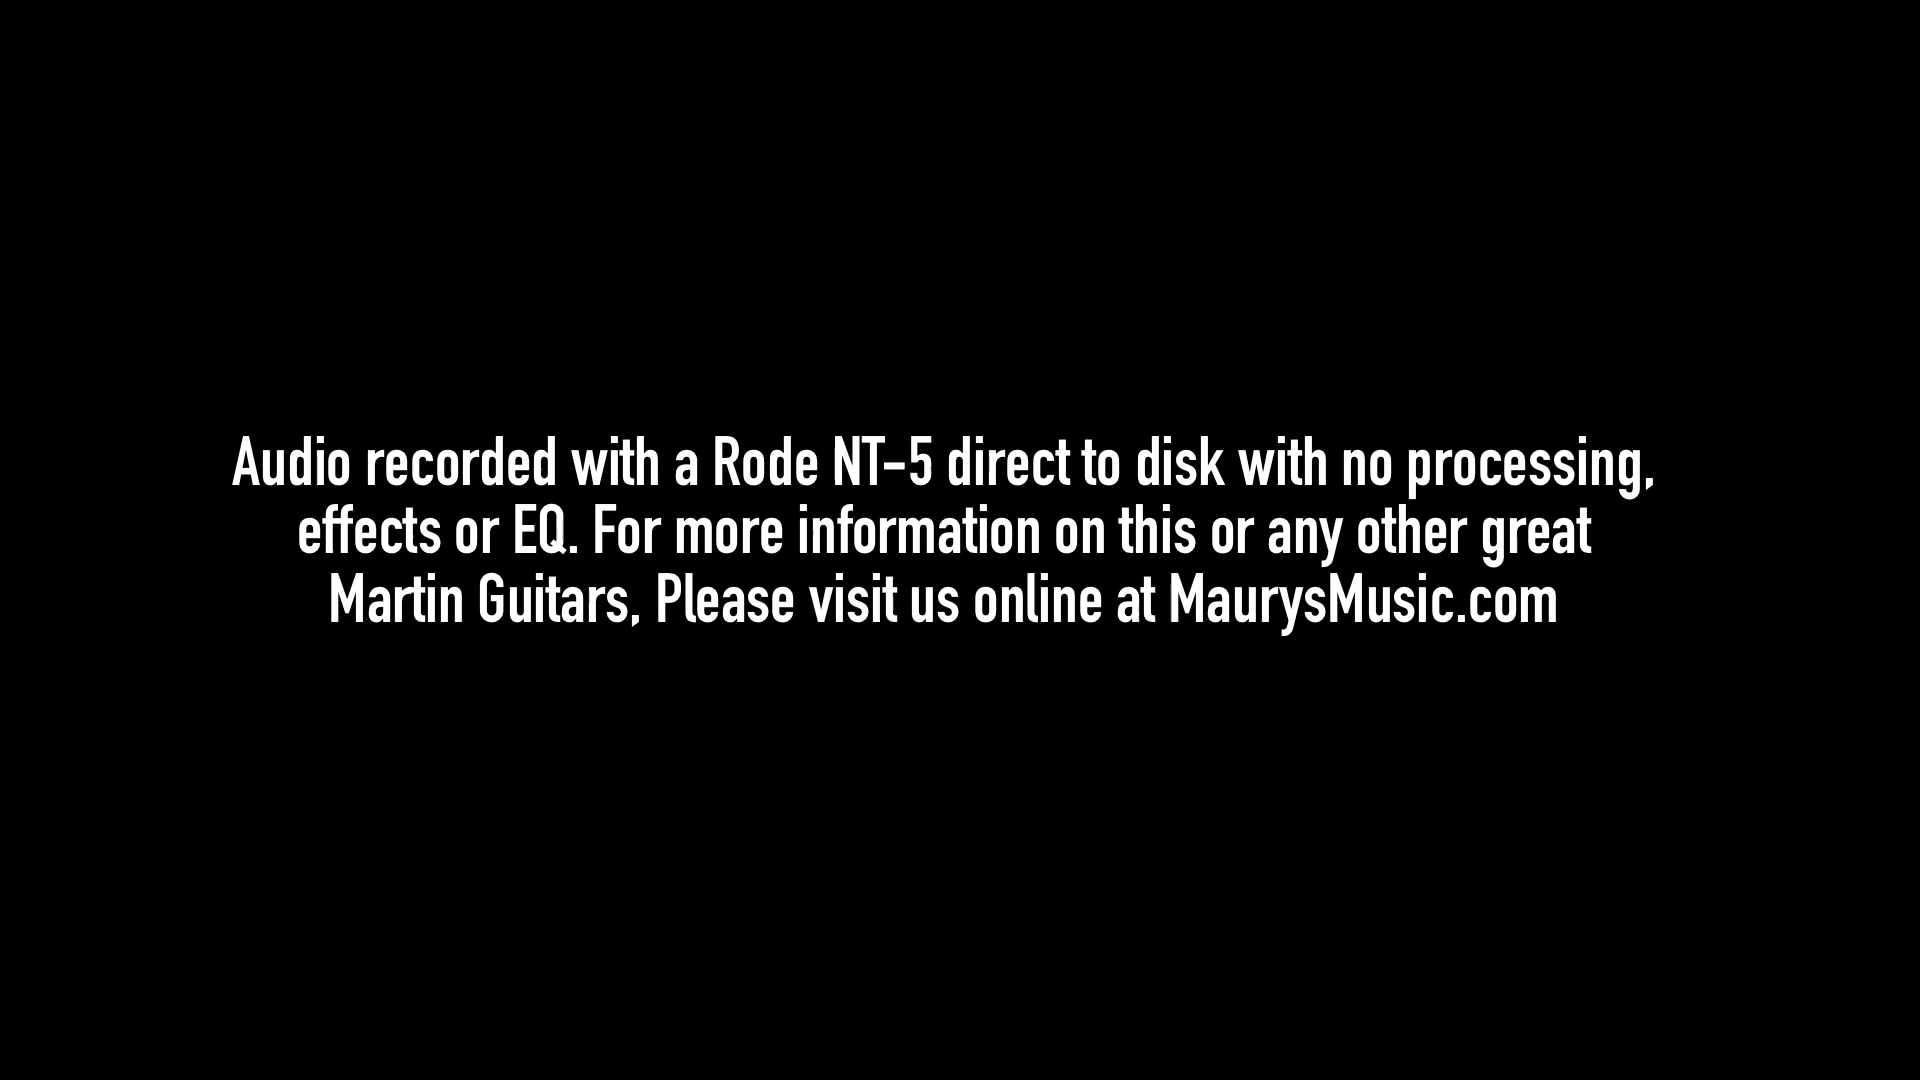 Audio recorded with a Rode NT-5 direct to disk with no processing,
effects or EQ. For more information on this or any other great
Martin Guitars, Please visit us online at MaurysMusic.com